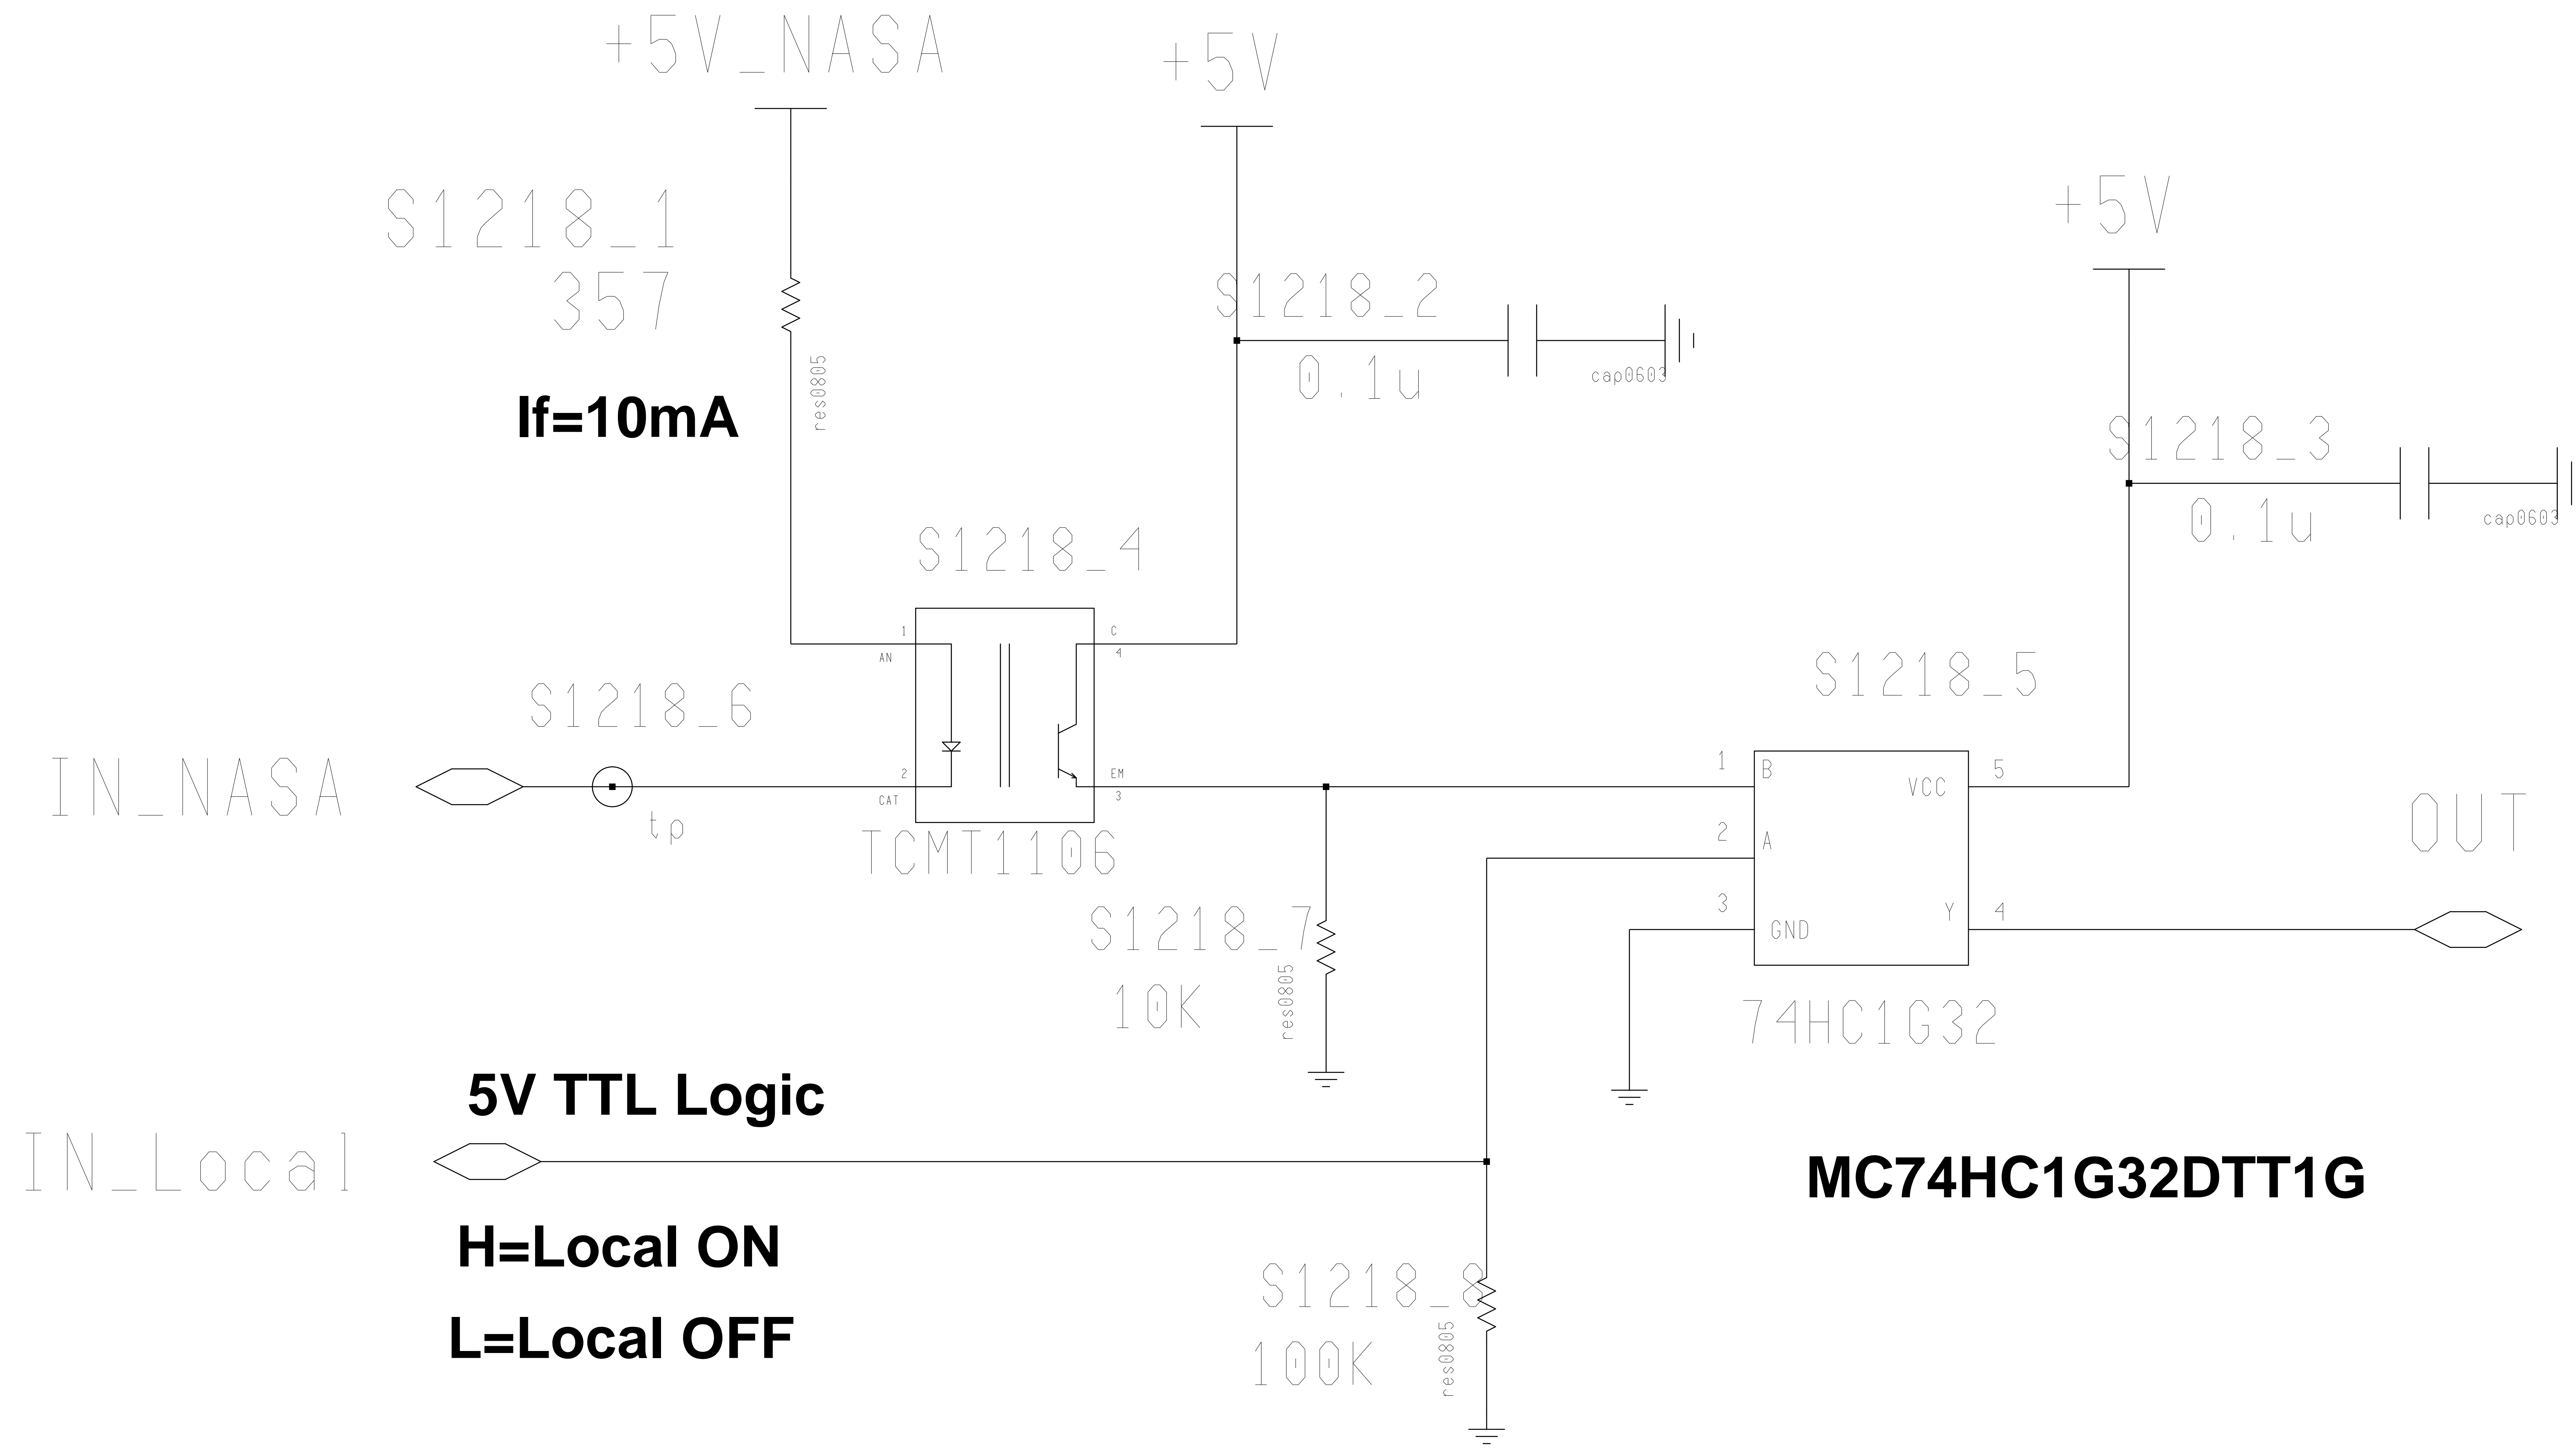 +5V_NASA
+5V
+5V
S1218_1
357
res0805
If=10mA
S1218_2
0.1u
cap0603
S1218_3
0.1u
cap0603
S1218_4
1
AN
C
4
2
CAT
EM
3
TCMT1106
S1218_6
IN_NASA
tp
S1218_5
1
B
VCC
5
2
A
3
GND
Y
4
74HC1G32
OUT
S1218_7
10K
res0805
5V TTL Logic
IN_Local
H=Local ON
L=Local OFF
MC74HC1G32DTT1G
S1218_8
100K
res0805